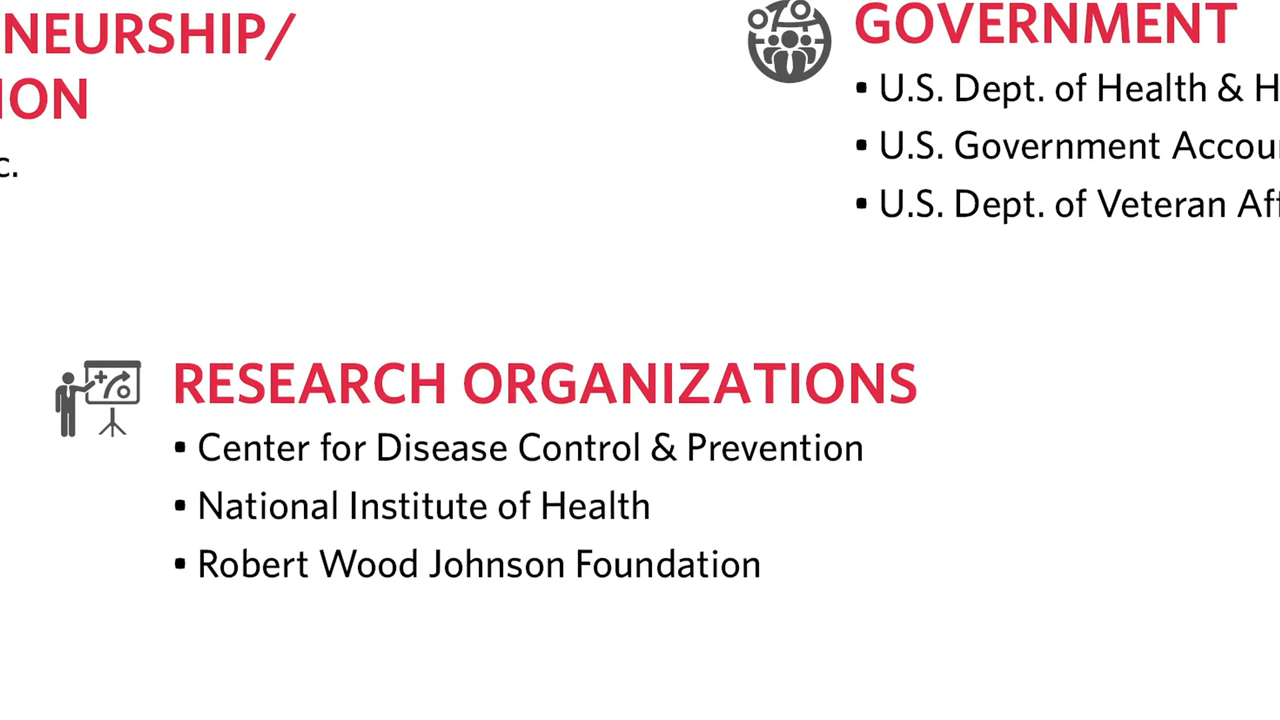 NEURSHIP/
ION
c.
GOVERNMENT
▪ U.S. Dept. of Health & H
▪ U.S. Government Accou
▪ U.S. Dept. of Veteran Aff
RESEARCH ORGANIZATIONS
▪ Center for Disease Control & Prevention
▪ National Institute of Health
▪ Robert Wood Johnson Foundation